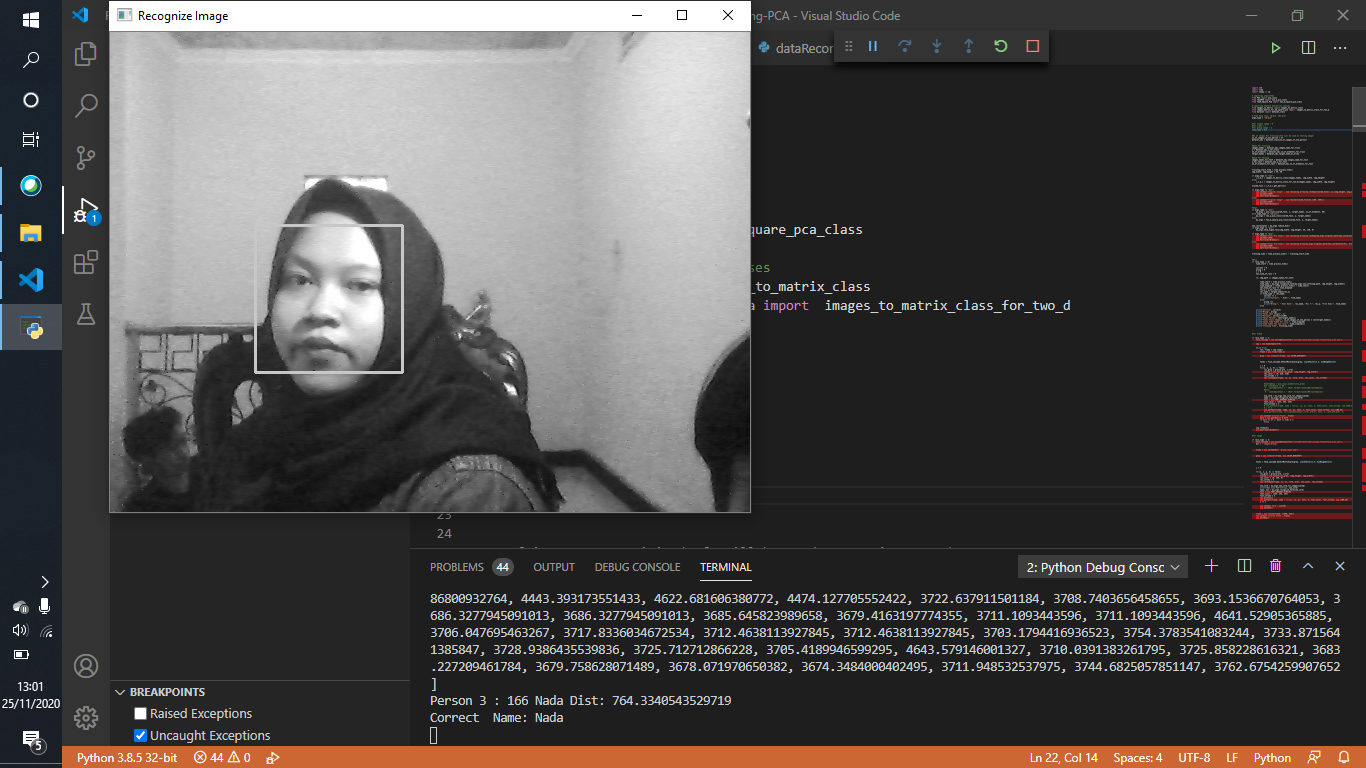 Recognize Image
ng-PCA - Visual Studio Code
dataRecor
quare_pca_class
ses
_to_matrix_class
a import  images_to_matrix_class_for_two_d
23
24
PROBLEMS 44 OUTPUT DEBUG CONSOLE TERMINAL 2: Python Debug Consc
86800932764, 4443.393173551433, 4622.681606380772, 4474.127705552422, 3722.637911501184, 3708.7403656458655, 3693.1536670764053, 3
686.3277945091013, 3686.3277945091013, 3685.645823989658, 3679.4163197774355, 3711.1093443596, 3711.1093443596, 4641.52905365885,
3706.047695463267, 3717.8336034672534, 3712.4638113927845, 3712.4638113927845, 3703.1794416936523, 3754.3783541083244, 3733.871564
1385847, 3728.9386435539836, 3725.712712866228, 3705.4189946599295, 4643.579146001327, 3710.0391383261795, 3725.858228616321, 3683
.227209461784, 3679.758628071489, 3678.071970650382, 3674.3484000402495, 3711.948532537975, 3744.6825057851147, 3762.6754259907652
]
Person 3 : 166 Nada Dist: 764.3340543529719
Correct  Name: Nada
BREAKPOINTS
Raised Exceptions
Uncaught Exceptions
1
13:01
25/11/2020
5
Python 3.8.5 32-bit 44 0 Ln 22, Col 14 Spaces: 4 UTF-8 LF Python